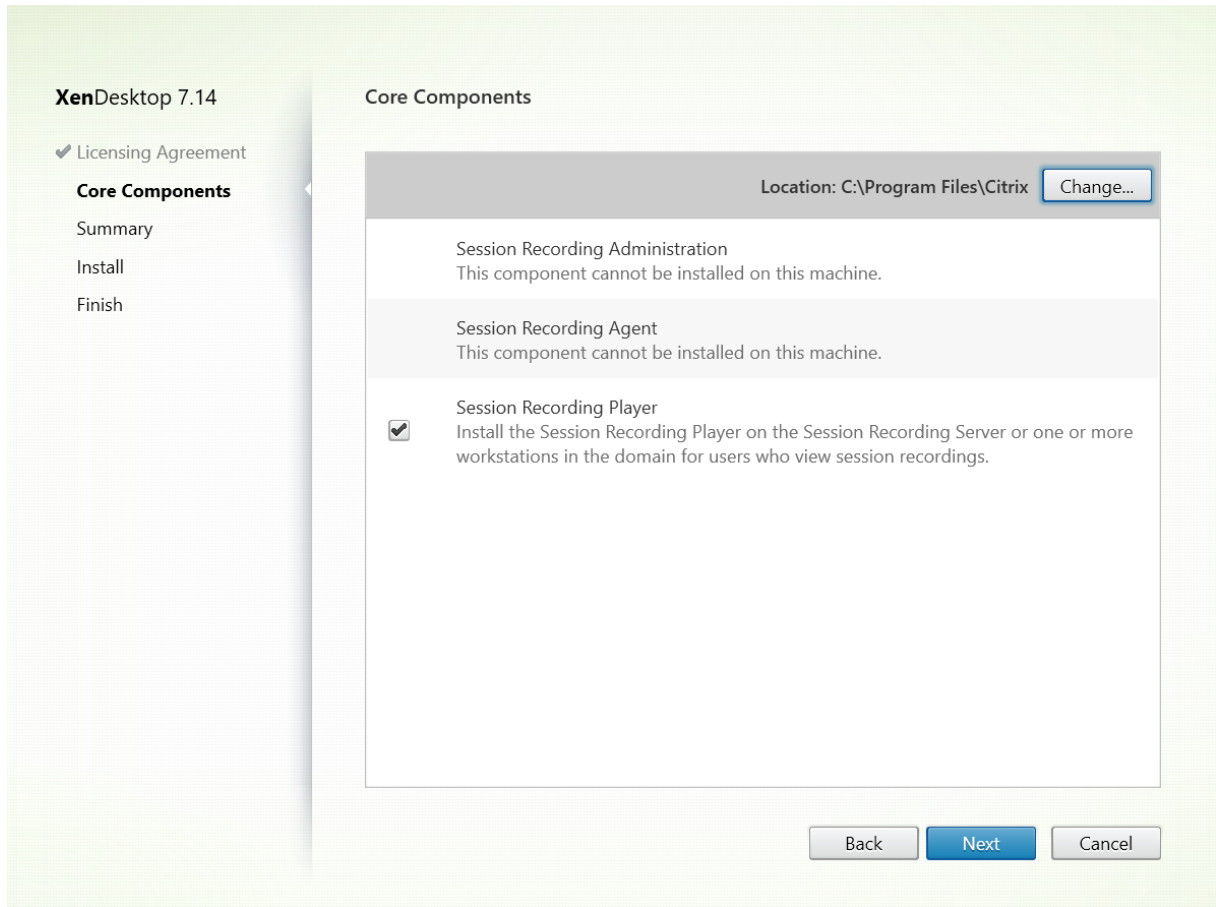 XenDesktop 7.14
Licensing Agreement
Core Components
Summary
Install
Finish
Core Components
Location: C:\Program Files\Citrix
Change...
Session Recording Administration
This component cannot be installed on this machine.
Session Recording Agent
This component cannot be installed on this machine.
Session Recording Player
Install the Session Recording Player on the Session Recording Server or one or more
workstations in the domain for users who view session recordings.
Back
Next
Cancel